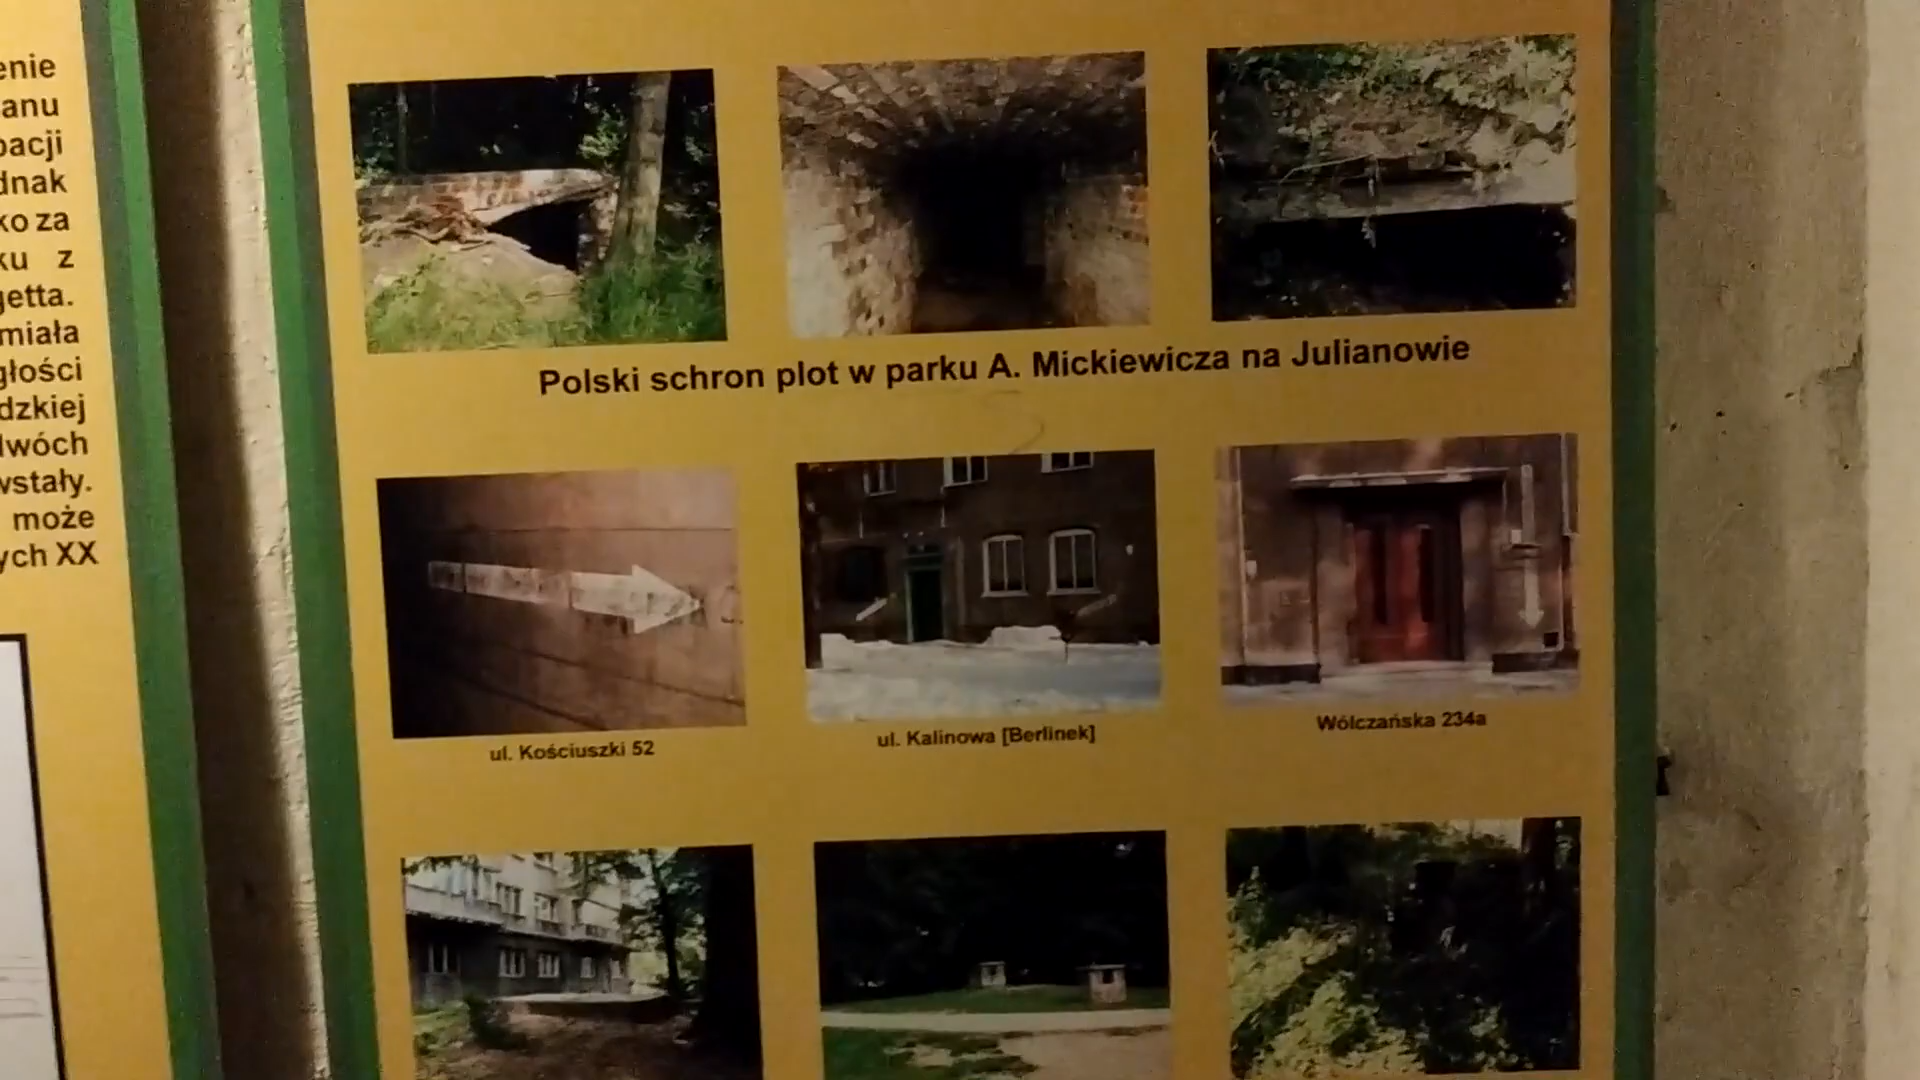 enie
anu
pacji
dnak
ko za
ku z
getta.
miała
głości
dzkiej
dwóch
wstały.
może
ych XX
Polski schron plot w parku A. Mickiewicza na Julianowie
ul. Kościuszki 52
ul. Kalinowa [Berlinek]
Wólczańska 234a